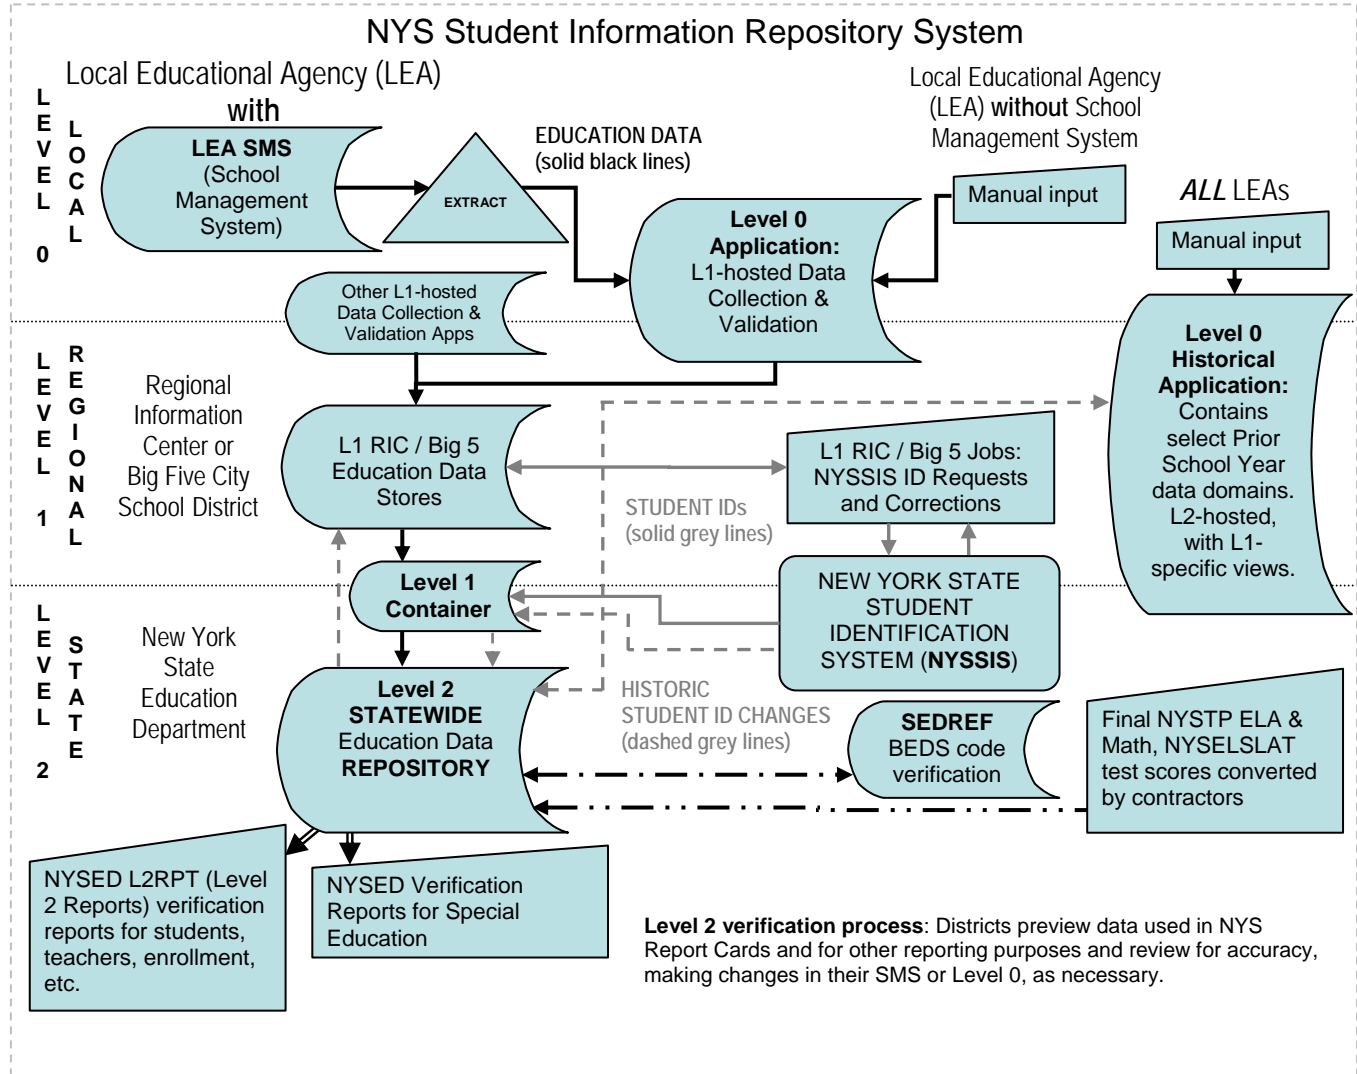 NYS Student Information Repository System
Local Educational Agency (LEA)
with
Local Educational Agency
(LEA) without School
Management System
LEVEL 0
LOCAL
LEA SMS
(School
Management
System)
EXTRACT
EDUCATION DATA
(solid black lines)
Level 0
Application:
L1-hosted Data
Collection &
Validation
Manual input
ALL LEAs
Manual input
Other L1-hosted
Data Collection &
Validation Apps
LEVEL 1
REGIONAL
Regional
Information
Center or
Big Five City
School District
L1 RIC / Big 5
Education Data
Stores
STUDENT IDs
(solid grey lines)
L1 RIC / Big 5 Jobs:
NYSSIS ID Requests
and Corrections
Level 0
Historical
Application:
Contains
select Prior
School Year
data domains.
L2-hosted,
with L1-
specific views.
Level 1
Container
NEW YORK STATE
STUDENT
IDENTIFICATION
SYSTEM (NYSSIS)
LEVEL 2
STATE
New York
State
Education
Department
Level 2
STATEWIDE
Education Data
REPOSITORY
HISTORIC
STUDENT ID CHANGES
(dashed grey lines)
SEDREF
BEDS code
verification
Final NYSTP ELA &
Math, NYSELSLAT
test scores converted
by contractors
NYSED L2RPT (Level
2 Reports) verification
reports for students,
teachers, enrollment,
etc.
NYSED Verification
Reports for Special
Education
Level 2 verification process: Districts preview data used in NYS
Report Cards and for other reporting purposes and review for accuracy,
making changes in their SMS or Level 0, as necessary.